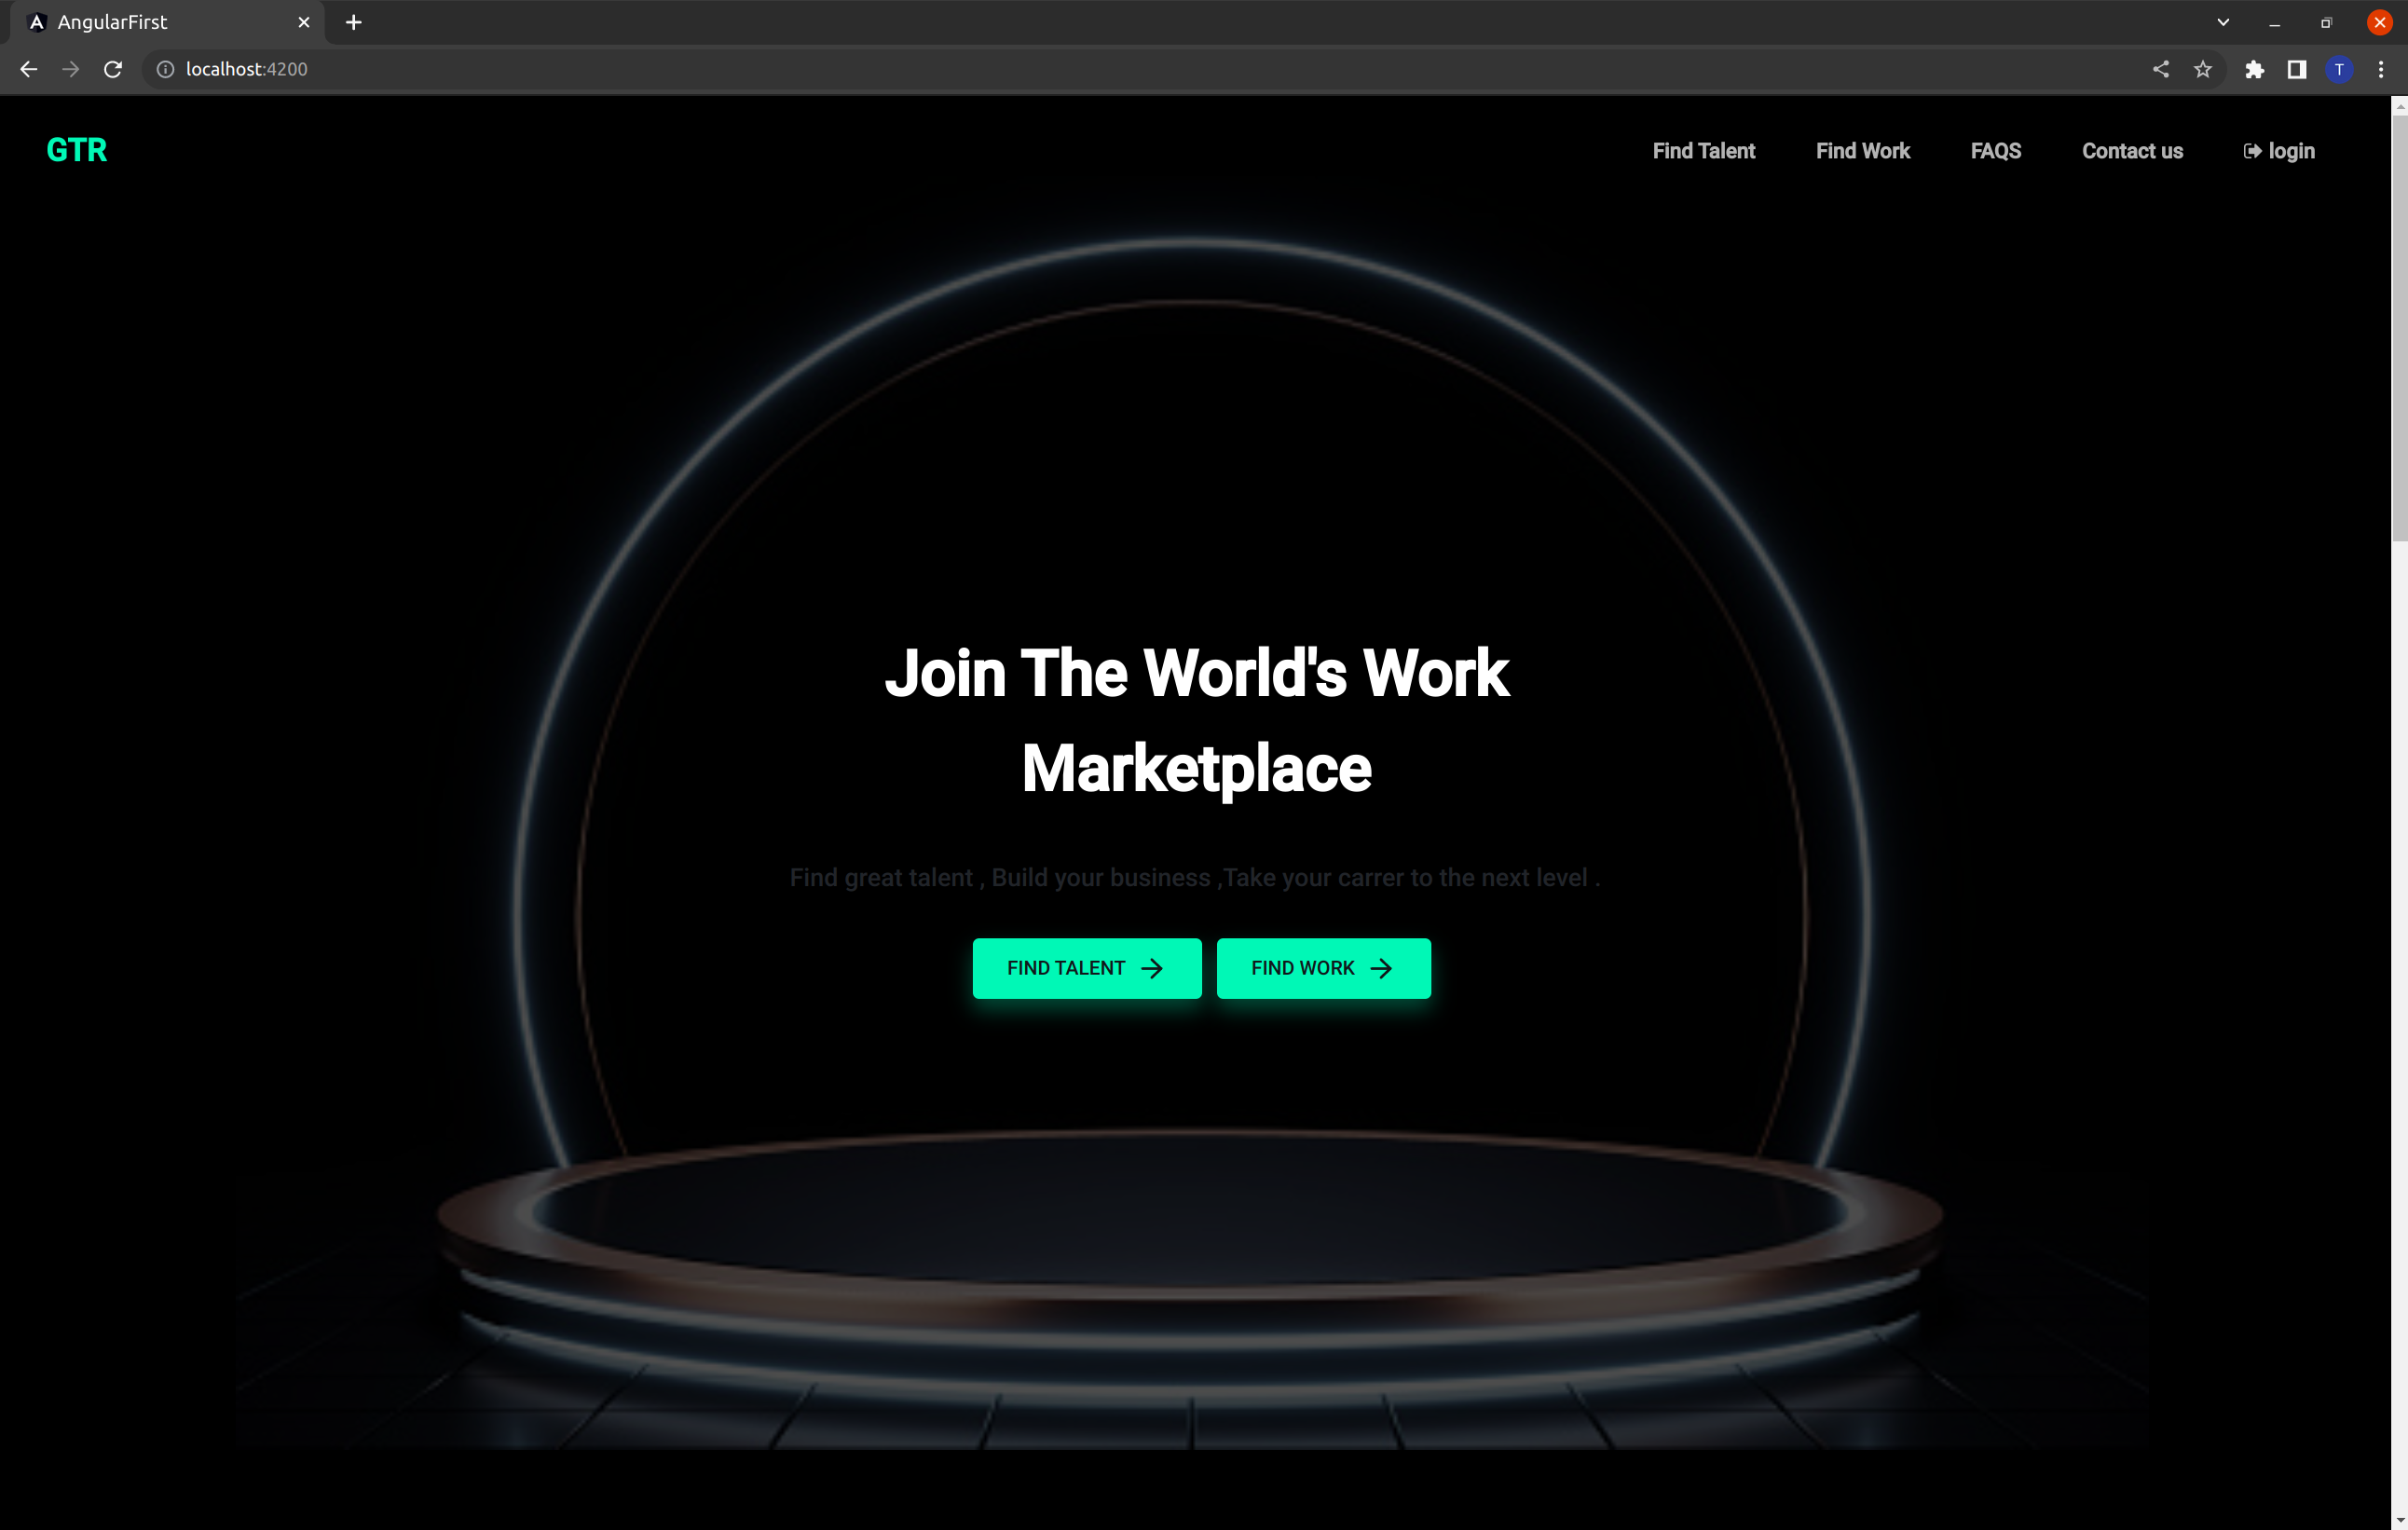 AngularFirst
localhost:4200
T
GTR
Find Talent Find Work FAQS Contact us login
Join The World's Work
Marketplace
Find great talent , Build your business ,Take your carrer to the next level .
FIND TALENT FIND WORK